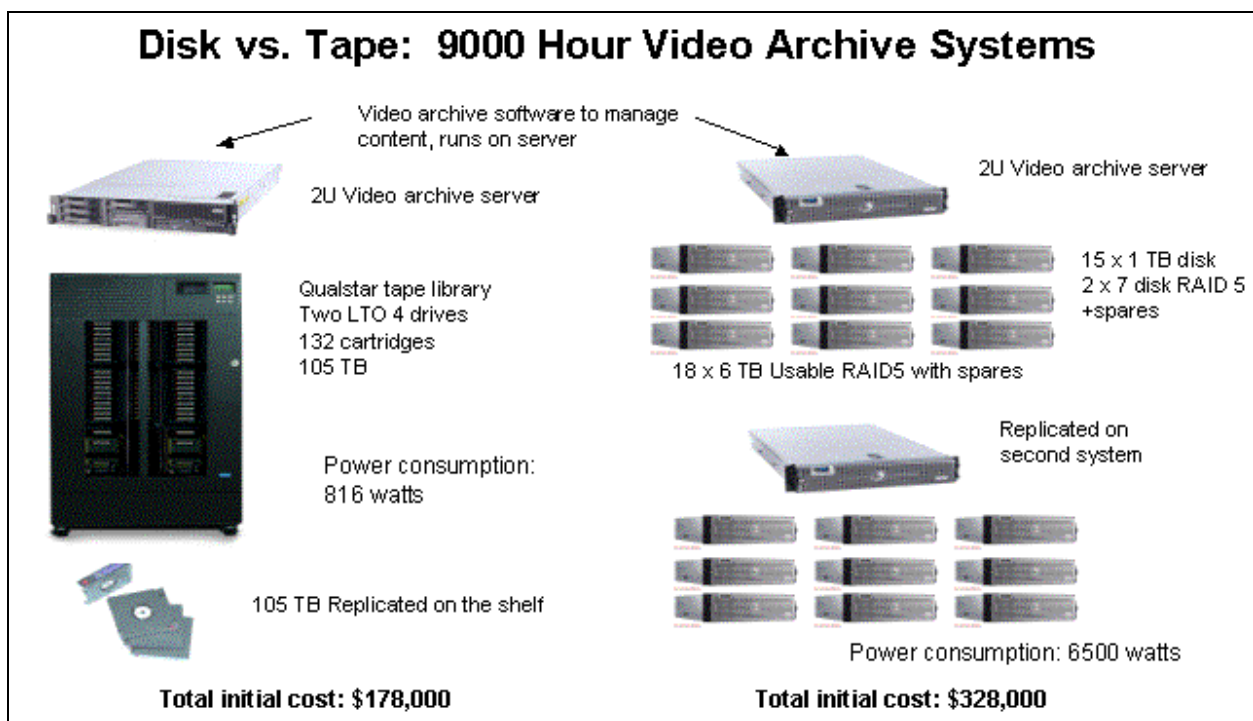 Disk vs. Tape: 9000 Hour Video Archive Systems
Video archive software to manage
content, runs on server
2U Video archive server
Qualstar tape library
Two LTO 4 drives
132 cartridges
105 TB
Power consumption:
816 watts
105 TB Replicated on the shelf
Total initial cost: $178,000
2U Video archive server
15 x 1 TB disk
2 x 7 disk RAID 5
+spares
18 x 6 TB Usable RAID5 with spares
Replicated on
second system
Power consumption: 6500 watts
Total initial cost: $328,000